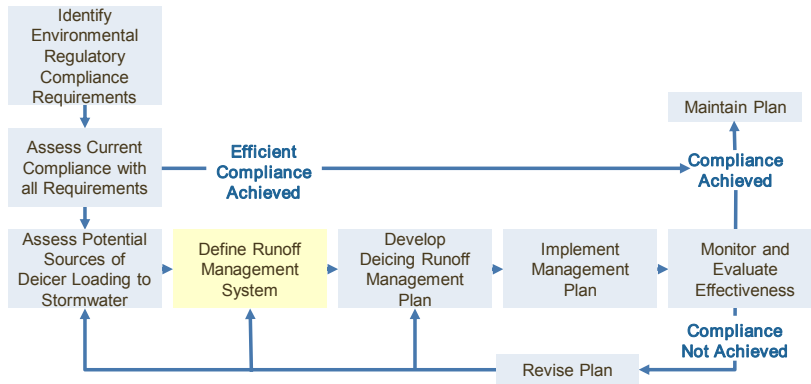 Identify
Environmental
Regulatory
Compliance
Requirements
Maintain Plan
Assess Current
Compliance with
all Requirements
Efficient
Compliance
Achieved
Compliance
Achieved
Assess Potential
Sources of
Deicer Loading to
Stormwater
Define Runoff
Management
System
Develop
Deicing Runoff
Management
Plan
Implement
Management
Plan
Monitor and
Evaluate
Effectiveness
Compliance
Not Achieved
Revise Plan